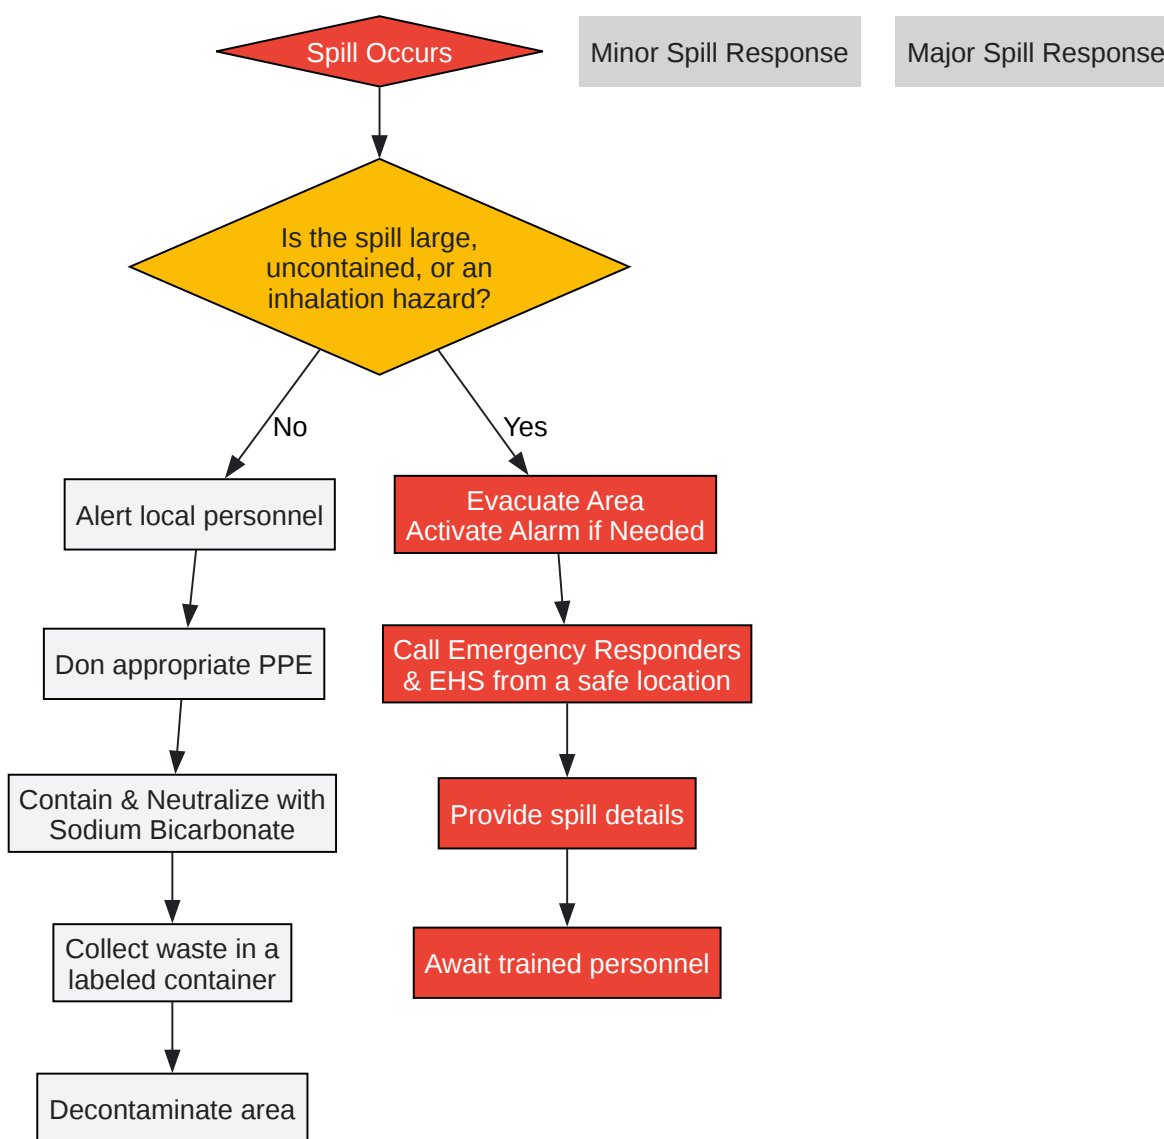 Spill Occurs
Minor Spill Response
Major Spill Response
Is the spill large,
uncontained, or an
inhalation hazard?
No
Yes
Alert local personnel
Evacuate Area
Activate Alarm if Needed
Don appropriate PPE
Call Emergency Responders
& EHS from a safe location
Contain & Neutralize with
Sodium Bicarbonate
Provide spill details
Collect waste in a
labeled container
Await trained personnel
Decontaminate area